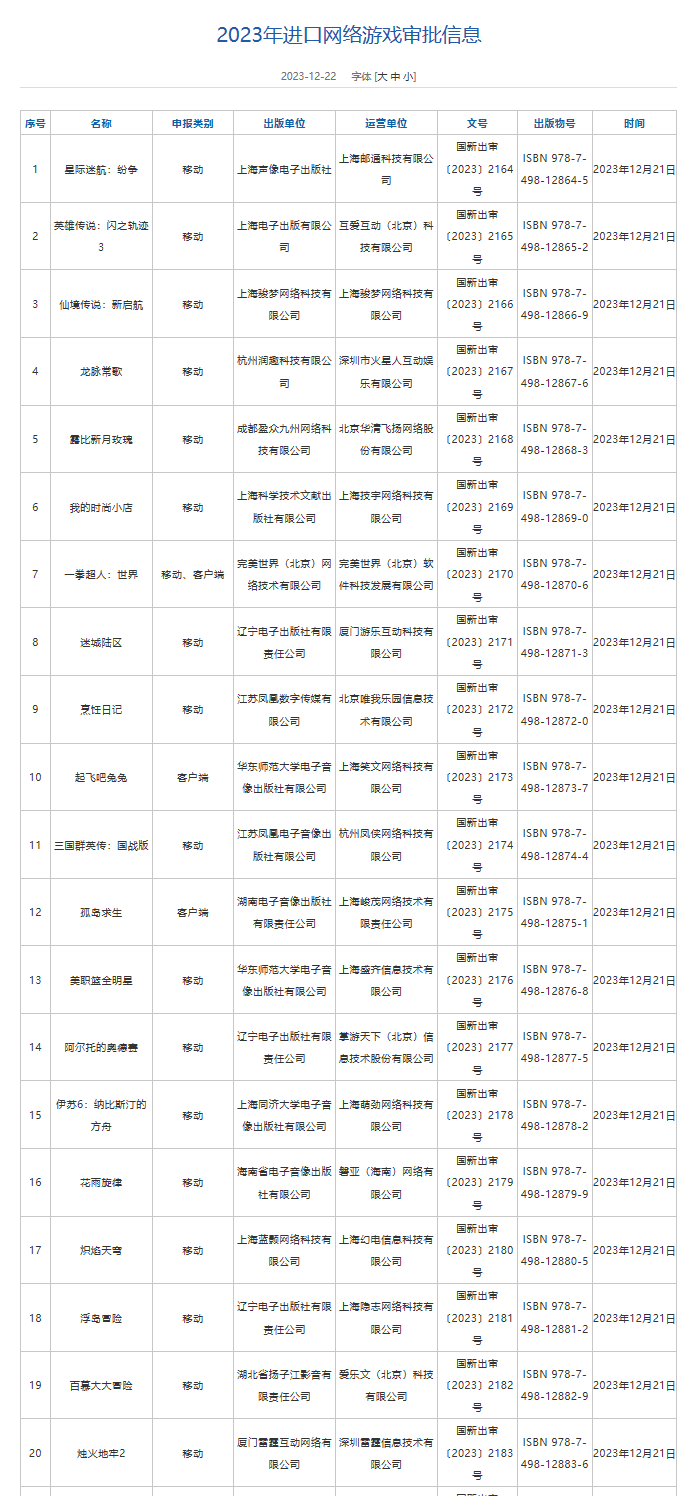 2023年进口网络游戏审批信息
2023-12-22 字体 [大 中 小]
序号 名称 申报类别 出版单位 运营单位 文号 出版物号 时间
1 星际迷航：纷争 移动 上海声像电子出版社 上海邮通科技有限公司 国新出审〔2023〕2164号 ISBN 978-7-498-12864-5 2023年12月21日
2 英雄传说：闪之轨迹3 移动 上海电子出版有限公司 互爱互动（北京）科技有限公司 国新出审〔2023〕2165号 ISBN 978-7-498-12865-2 2023年12月21日
3 仙境传说：新启航 移动 上海骏梦网络科技有限公司 上海骏梦网络科技有限公司 国新出审〔2023〕2166号 ISBN 978-7-498-12866-9 2023年12月21日
4 龙脉常歌 移动 杭州润趣科技有限公司 深圳市火星人互动娱乐有限公司 国新出审〔2023〕2167号 ISBN 978-7-498-12867-6 2023年12月21日
5 露比新月玫瑰 移动 成都盈众九州网络科技有限公司 北京华清飞扬网络股份有限公司 国新出审〔2023〕2168号 ISBN 978-7-498-12868-3 2023年12月21日
6 我的时尚小店 移动 上海科学技术文献出版社有限公司 上海技宇网络科技有限公司 国新出审〔2023〕2169号 ISBN 978-7-498-12869-0 2023年12月21日
7 一拳超人：世界 移动、客户端 完美世界（北京）网络技术有限公司 完美世界（北京）软件科技发展有限公司 国新出审〔2023〕2170号 ISBN 978-7-498-12870-6 2023年12月21日
8 迷城陆区 移动 辽宁电子出版社有限责任公司 厦门游乐互动科技有限公司 国新出审〔2023〕2171号 ISBN 978-7-498-12871-3 2023年12月21日
9 烹饪日记 移动 江苏凤凰数字传媒有限公司 北京唯我乐园信息技术有限公司 国新出审〔2023〕2172号 ISBN 978-7-498-12872-0 2023年12月21日
10 起飞吧兔兔 客户端 华东师范大学电子音像出版社有限公司 上海笑文网络科技有限公司 国新出审〔2023〕2173号 ISBN 978-7-498-12873-7 2023年12月21日
11 三国群英传：国战版 移动 江苏凤凰电子音像出版社有限公司 杭州凤侠网络科技有限公司 国新出审〔2023〕2174号 ISBN 978-7-498-12874-4 2023年12月21日
12 孤岛求生 客户端 湖南电子音像出版社有限责任公司 上海峻茂网络技术有限责任公司 国新出审〔2023〕2175号 ISBN 978-7-498-12875-1 2023年12月21日
13 美职篮全明星 移动 华东师范大学电子音像出版社有限公司 上海盛齐信息技术有限公司 国新出审〔2023〕2176号 ISBN 978-7-498-12876-8 2023年12月21日
14 阿尔托的奥德赛 移动 辽宁电子出版社有限责任公司 掌游天下（北京）信息技术股份有限公司 国新出审〔2023〕2177号 ISBN 978-7-498-12877-5 2023年12月21日
15 伊苏6：纳比斯汀的方舟 移动 上海同济大学电子音像出版社有限公司 上海萌劲网络科技有限公司 国新出审〔2023〕2178号 ISBN 978-7-498-12878-2 2023年12月21日
16 花雨旋律 移动 海南省电子音像出版社有限公司 磐亚（海南）网络有限公司 国新出审〔2023〕2179号 ISBN 978-7-498-12879-9 2023年12月21日
17 炽焰天穹 移动 上海蓝颢网络科技有限公司 上海幻电信息科技有限公司 国新出审〔2023〕2180号 ISBN 978-7-498-12880-5 2023年12月21日
18 浮岛冒险 移动 辽宁电子出版社有限责任公司 上海隐志网络科技有限公司 国新出审〔2023〕2181号 ISBN 978-7-498-12881-2 2023年12月21日
19 百慕大大冒险 移动 湖北省扬子江影音有限责任公司 爱乐文（北京）科技有限公司 国新出审〔2023〕2182号 ISBN 978-7-498-12882-9 2023年12月21日
20 烛火地牢2 移动 厦门雷霆互动网络有限公司 深圳雷霆信息技术有限公司 国新出审〔2023〕2183号 ISBN 978-7-498-12883-6 2023年12月21日